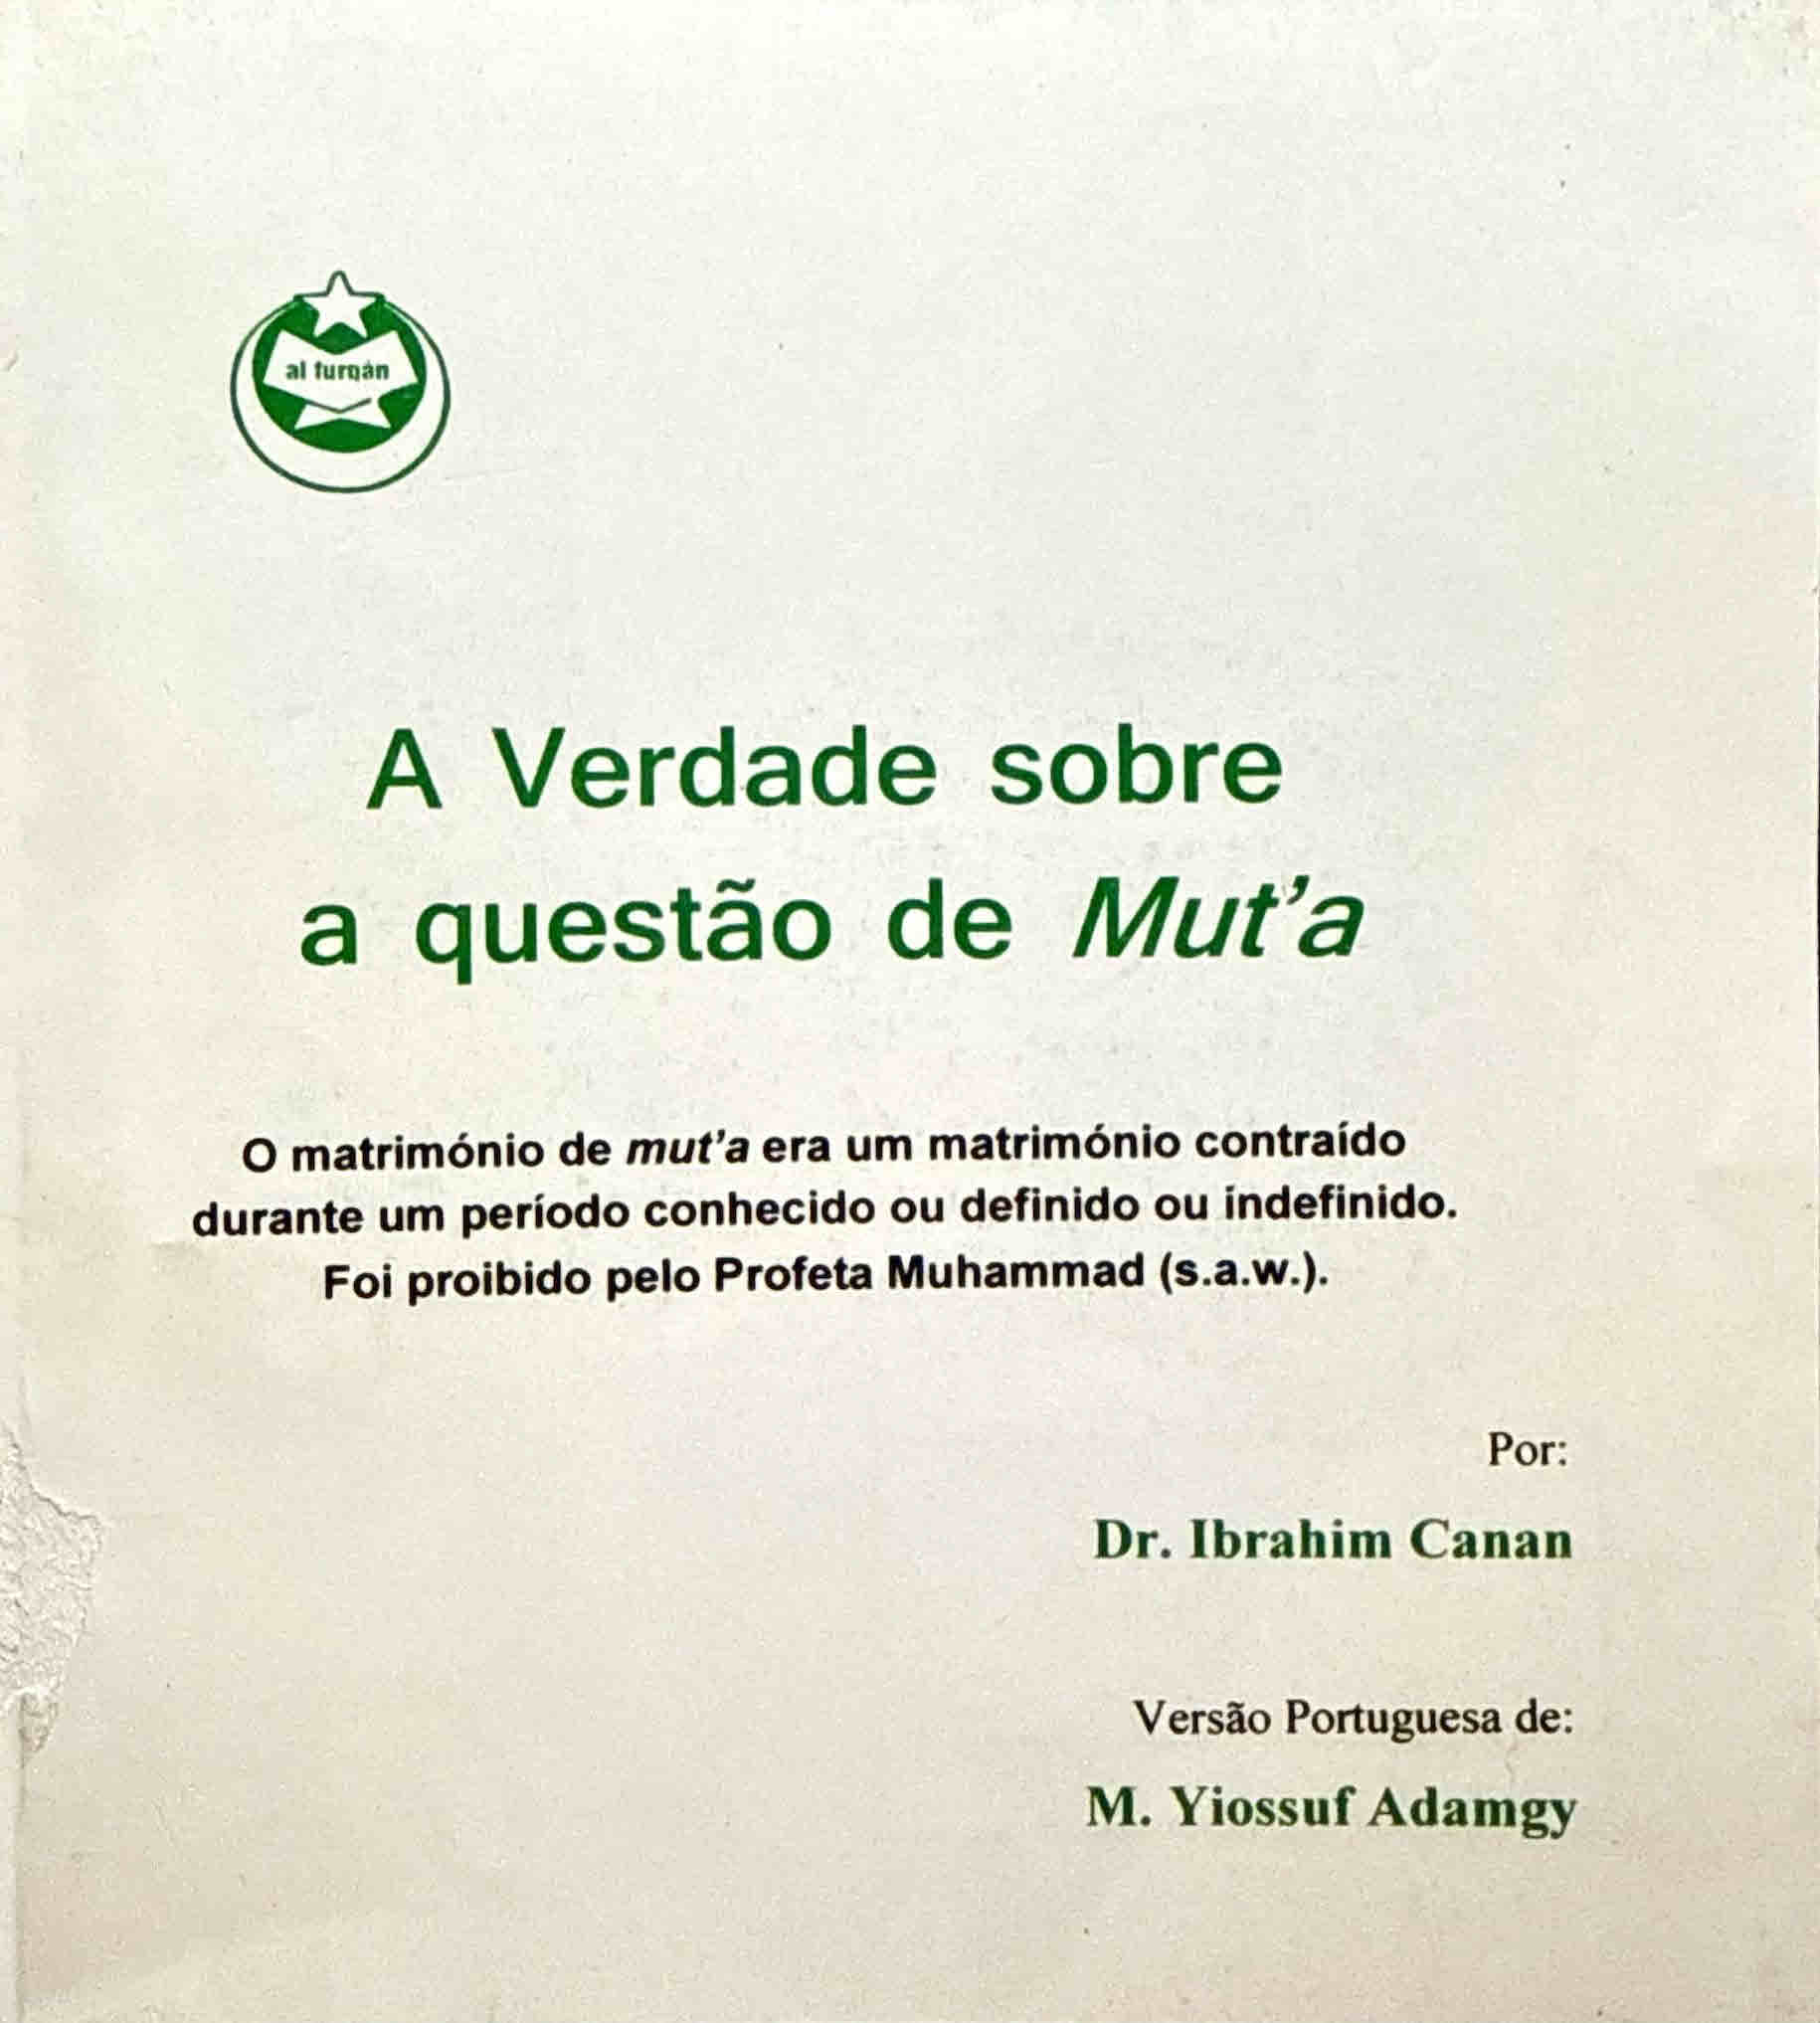 al furqán
A Verdade sobre
a questão de Mut'a
O matrimónio de mut'a era um matrimónio contraído
durante um período conhecido ou definido ou indefinido.
Foi proibido pelo Profeta Muhammad (s.a.w.).
Por:
Dr. Ibrahim Canan
Versão Portuguesa de:
M. Yiossuf Adamgy